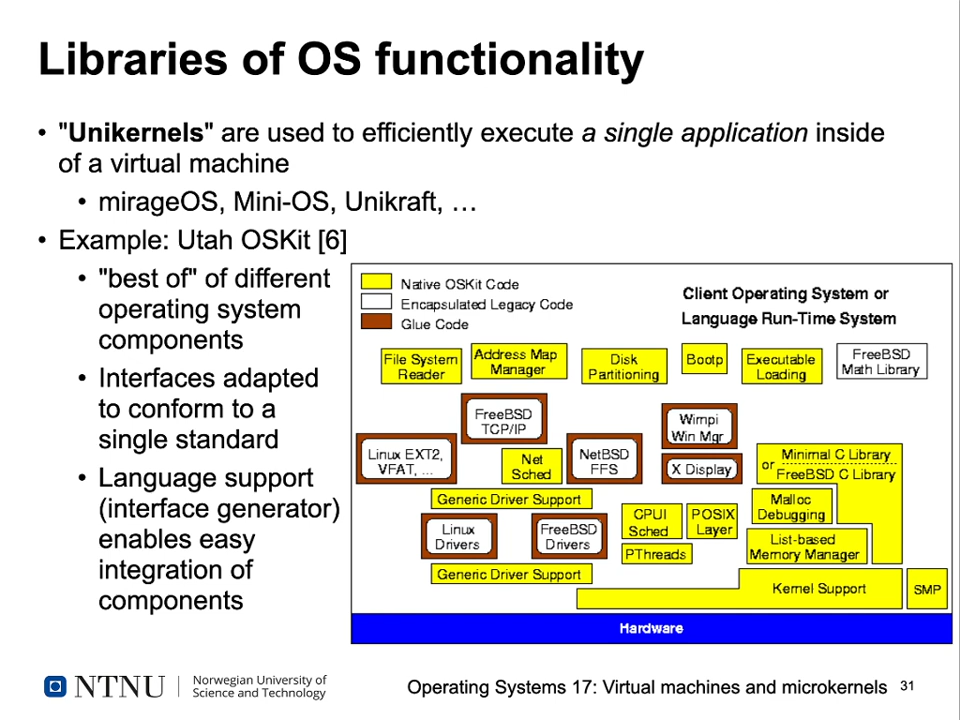 Libraries of OS functionality
• "Unikernels" are used to efficiently execute a single application inside
of a virtual machine
• mirageOS, Mini-OS, Unikraft, …
• Example: Utah OSKit [6]
• "best of" of different
operating system
components
• Interfaces adapted
to conform to a
single standard
• Language support
(interface generator)
enables easy
integration of
components
Native OSKit Code
Encapsulated Legacy Code
Glue Code
Client Operating System or
Language Run-Time System
File System
Reader
Address Map
Manager
Disk
Partitioning
Bootp
Executable
Loading
FreeBSD
Math Library
FreeBSD
TCP/IP
Wimpi
Win Mgr
Linux EXT2,
VFAT, ...
Net
Sched
NetBSD
FFS
X Display
or
Minimal C Library
FreeBSD C Library
Generic Driver Support
Linux
Drivers
FreeBSD
Drivers
CPUI
Sched
POSIX
Layer
Malloc
Debugging
PThreads
List-based
Memory Manager
Generic Driver Support
Kernel Support
SMP
Hardware
NTNU
Norwegian University of
Science and Technology
Operating Systems 17: Virtual machines and microkernels
31